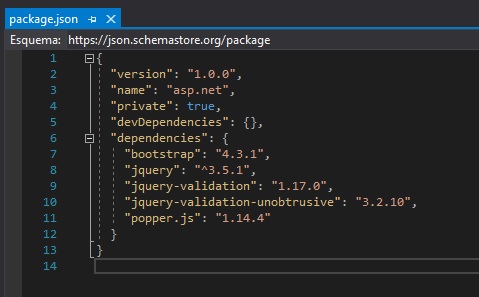 package.json
Esquema: https://json.schemastore.org/package
1 {
2 "version": "1.0.0",
3 "name": "asp.net",
4 "private": true,
5 "devDependencies": {},
6 "dependencies": {
7 "bootstrap": "4.3.1",
8 "jquery": "^3.5.1",
9 "jquery-validation": "1.17.0",
10 "jquery-validation-unobtrusive": "3.2.10",
11 "popper.js": "1.14.4"
12 }
13 }
14